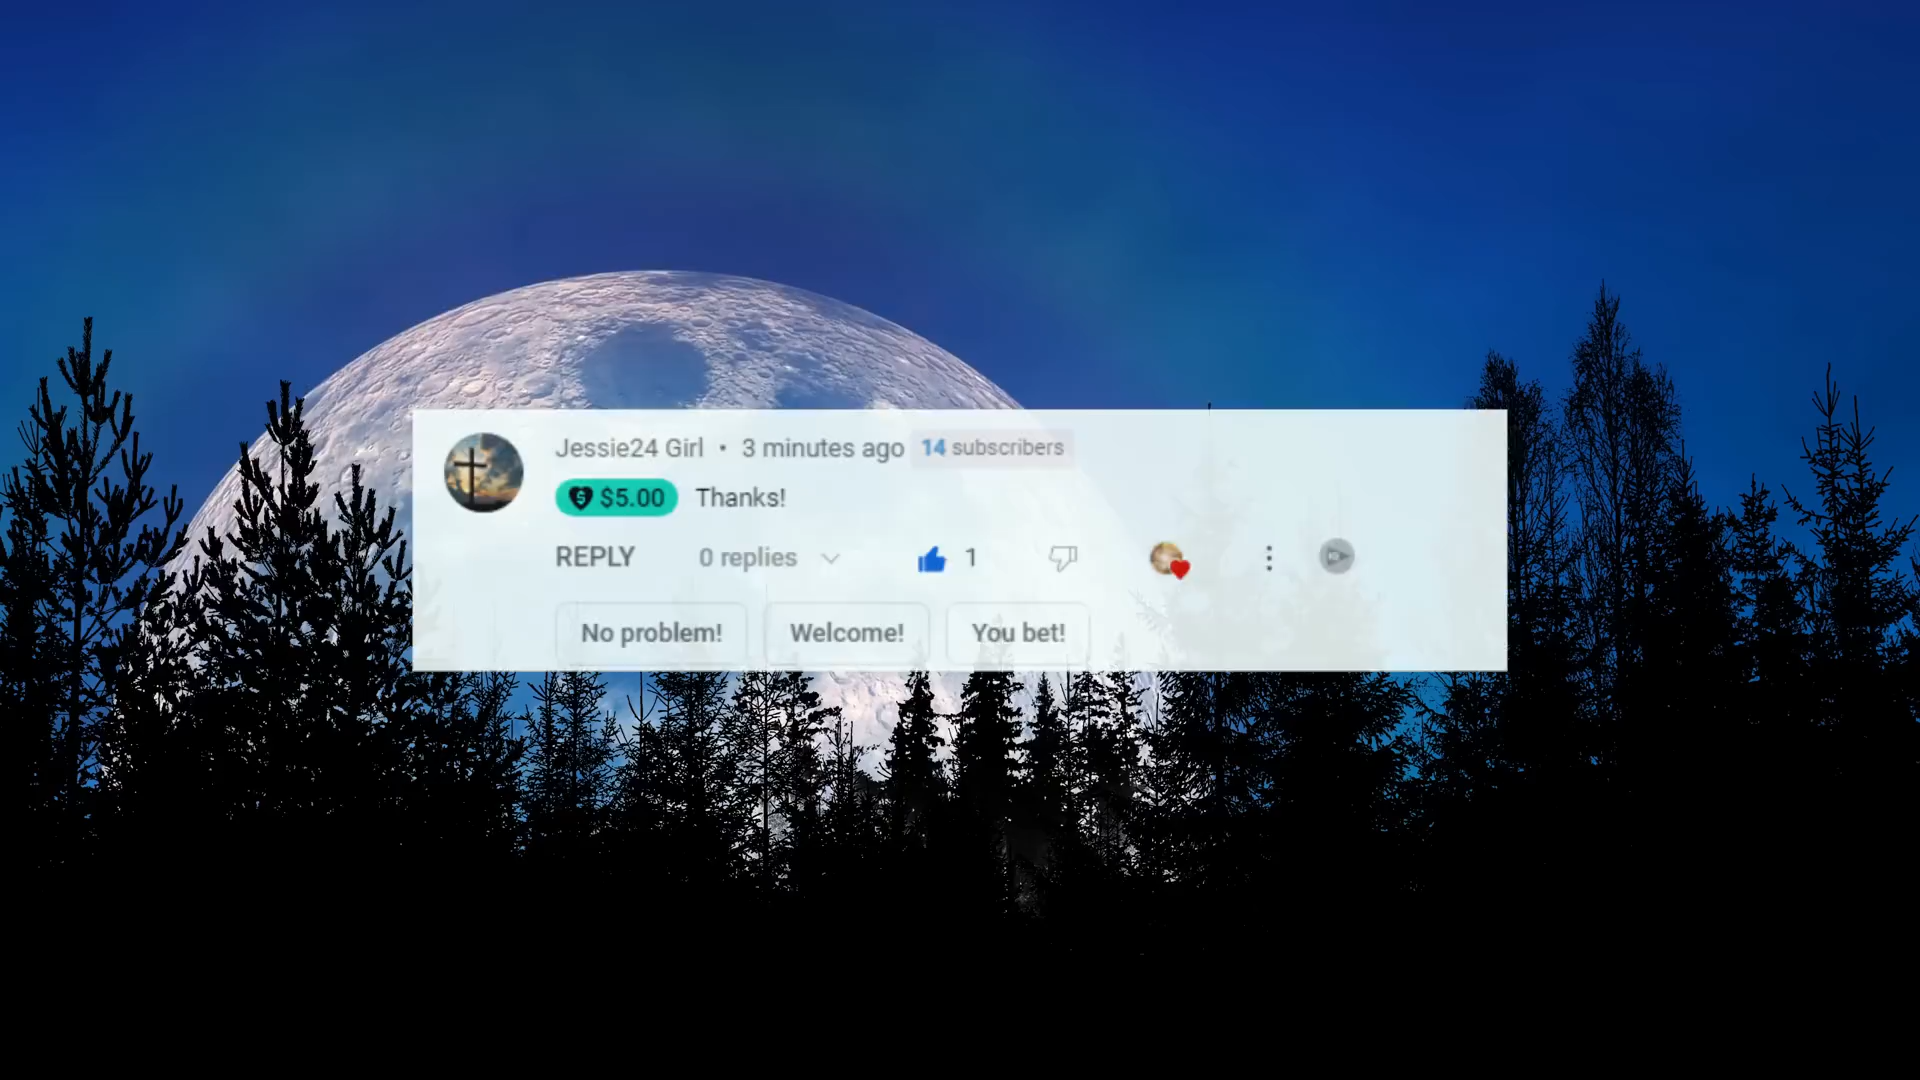 Jessie24 Girl • 3 minutes ago 14 subscribers
$5.00 Thanks!
REPLY 0 replies 1
No problem! Welcome! You bet!